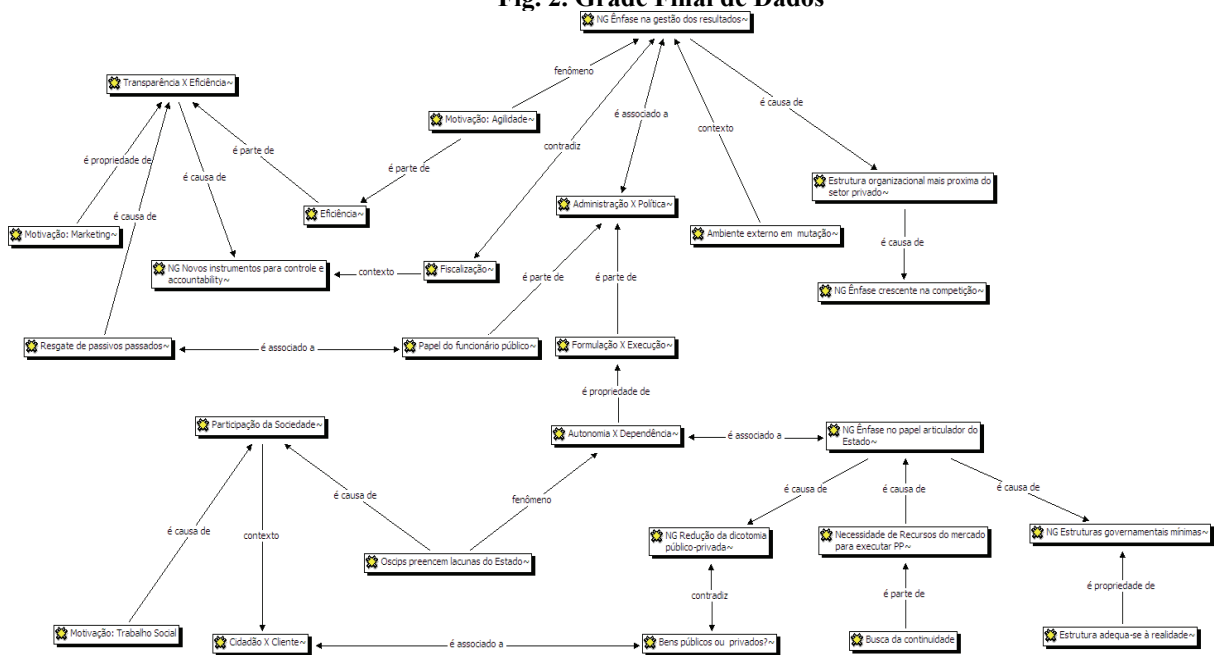 Fig. 2: Grade Final de Dados
NG Ênfase na gestão dos resultados~
Transparência X Eficiência~
fenômeno
é causa de
Motivação: Agilidade~
é associado a
contexto
contradiz
é propriedade de
é parte de
é parte de
é causa de
Estrutura organizacional mais proxima do
setor privado~
é causa de
Eficiência~
Administração X Política~
Motivação: Marketing~
Ambiente externo em mutação~
é causa de
NG Novos instrumentos para controle e
accountability~
contexto
Fiscalização~
é parte de
é parte de
NG Ênfase crescente na competição~
Resgate de passivos passados~
é associado a
Papel do funcionário público~
Formulação X Execução~
é propriedade de
Participação da Sociedade~
Autonomia X Dependência~
é associado a
NG Ênfase no papel articulador do
Estado~
é causa de
fenômeno
é causa de
é causa de
é causa de
é causa de
contexto
NG Redução da dicotomia
público-privada~
Necessidade de Recursos do mercado
para executar PP~
NG Estruturas governamentais mínimas~
Oscips preencem lacunas do Estado~
contradiz
é parte de
é propriedade de
Motivação: Trabalho Social
Cidadão X Cliente~
é associado a
Bens públicos ou privados?~
Busca da continuidade
Estrutura adequa-se à realidade~